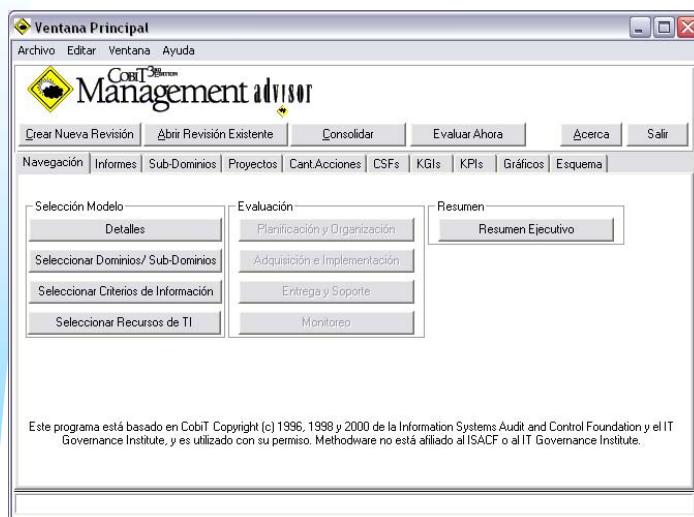 Ventana Principal
Archivo Editar Ventana Ayuda
COBIT 3RD EDITION
Management advisor
Crear Nueva Revisión Abrir Revisión Existente Consolidar Evaluar Ahora Acerca Salir
Navegación Informes Sub-Dominios Proyectos Cant.Acciones CSFs KGIs KPIs Gráficos Esquema
Selección Modelo Evaluación Resumen
Detalles Planificación y Organización Resumen Ejecutivo
Seleccionar Dominios/ Sub-Dominios Adquisición e Implementación
Seleccionar Criterios de Información Entrega y Soporte
Seleccionar Recursos de TI Monitoreo
Este programa está basado en CobiT Copyright (c) 1996, 1998 y 2000 de la Information Systems Audit and Control Foundation y el IT
Governance Institute, y es utilizado con su permiso. Methodware no está afiliado al ISACF o al IT Governance Institute.